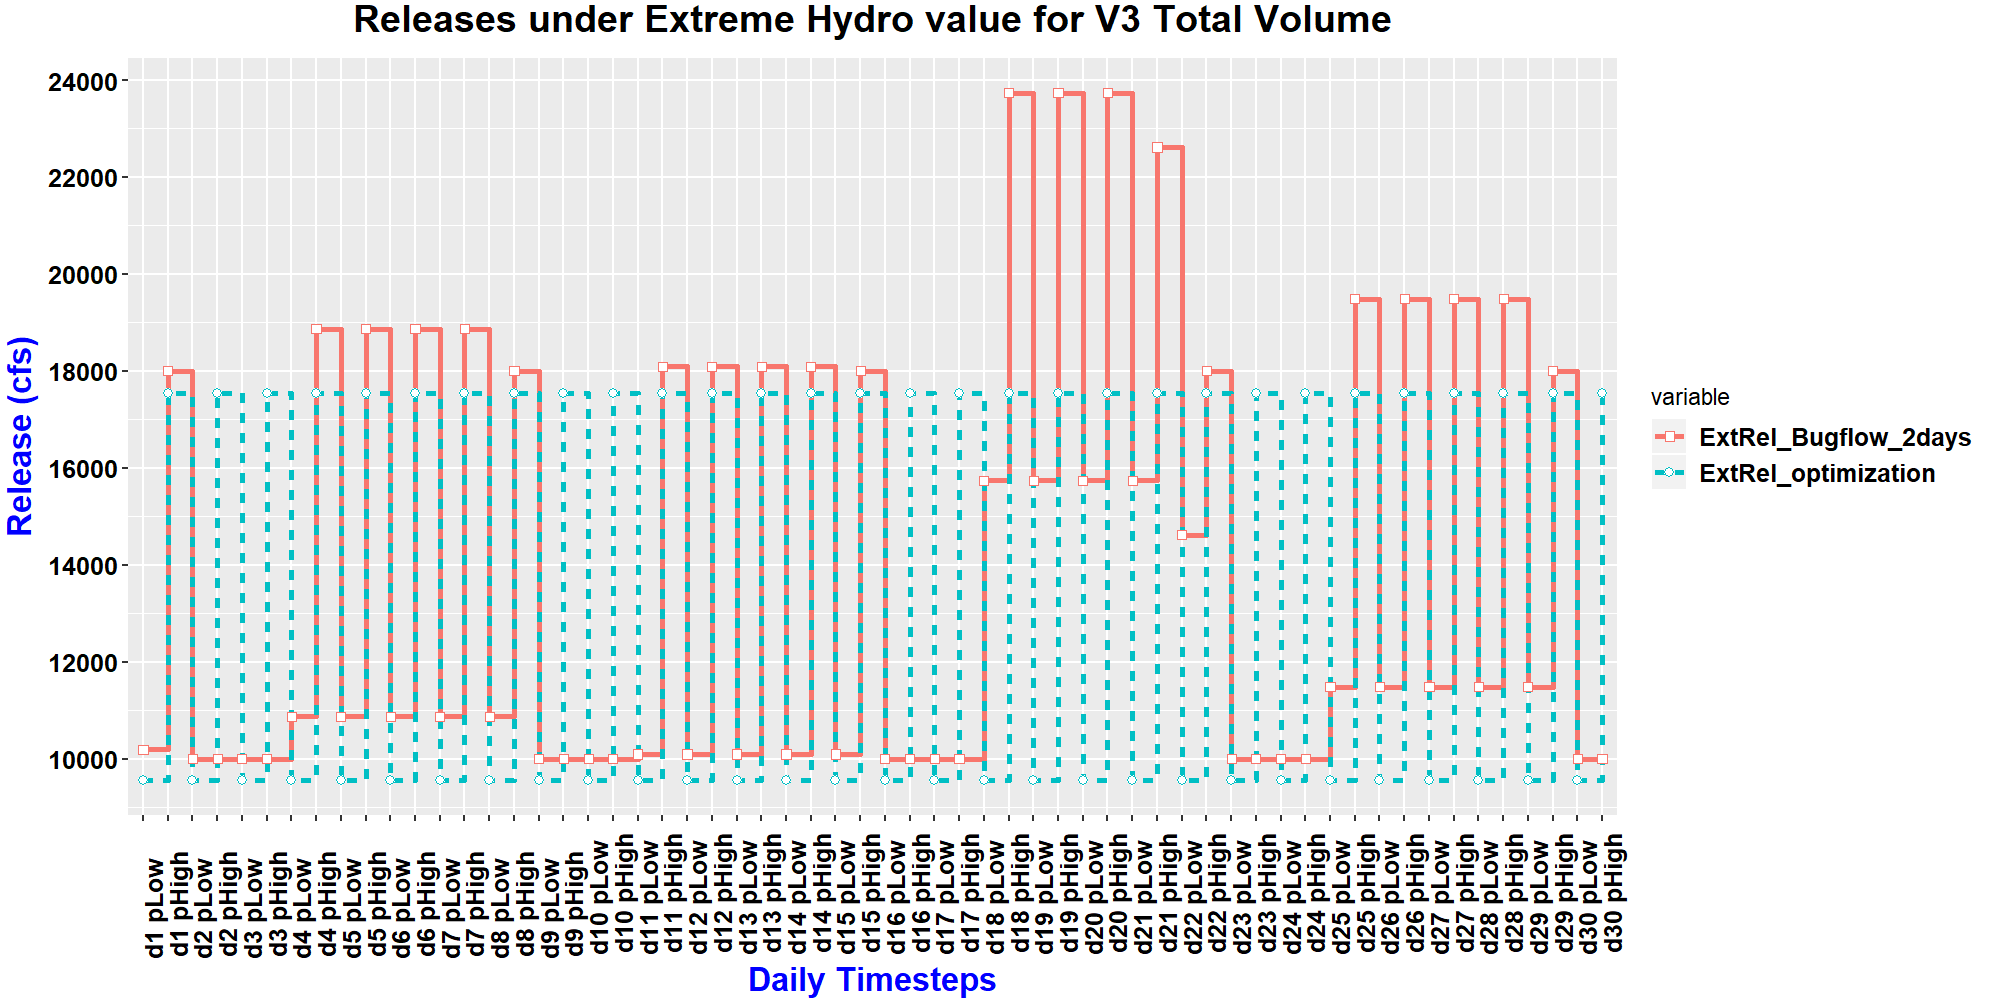 Releases under Extreme Hydro value for V3 Total Volume
Release (cfs)
24000
22000
20000
18000
16000
14000
12000
10000
d1 pLow
d1 pHigh
d2 pLow
d2 pHigh
d3 pLow
d3 pHigh
d4 pLow
d4 pHigh
d5 pLow
d5 pHigh
d6 pLow
d6 pHigh
d7 pLow
d7 pHigh
d8 pLow
d8 pHigh
d9 pLow
d9 pHigh
d10 pLow
d10 pHigh
d11 pLow
d11 pHigh
d12 pLow
d12 pHigh
d13 pLow
d13 pHigh
d14 pLow
d14 pHigh
d15 pLow
d15 pHigh
d16 pLow
d16 pHigh
d17 pLow
d17 pHigh
d18 pLow
d18 pHigh
d19 pLow
d19 pHigh
d20 pLow
d20 pHigh
d21 pLow
d21 pHigh
d22 pLow
d22 pHigh
d23 pLow
d23 pHigh
d24 pLow
d24 pHigh
d25 pLow
d25 pHigh
d26 pLow
d26 pHigh
d27 pLow
d27 pHigh
d28 pLow
d28 pHigh
d29 pLow
d29 pHigh
d30 pLow
d30 pHigh
Daily Timesteps
variable
ExtRel_Bugflow_2days
ExtRel_optimization